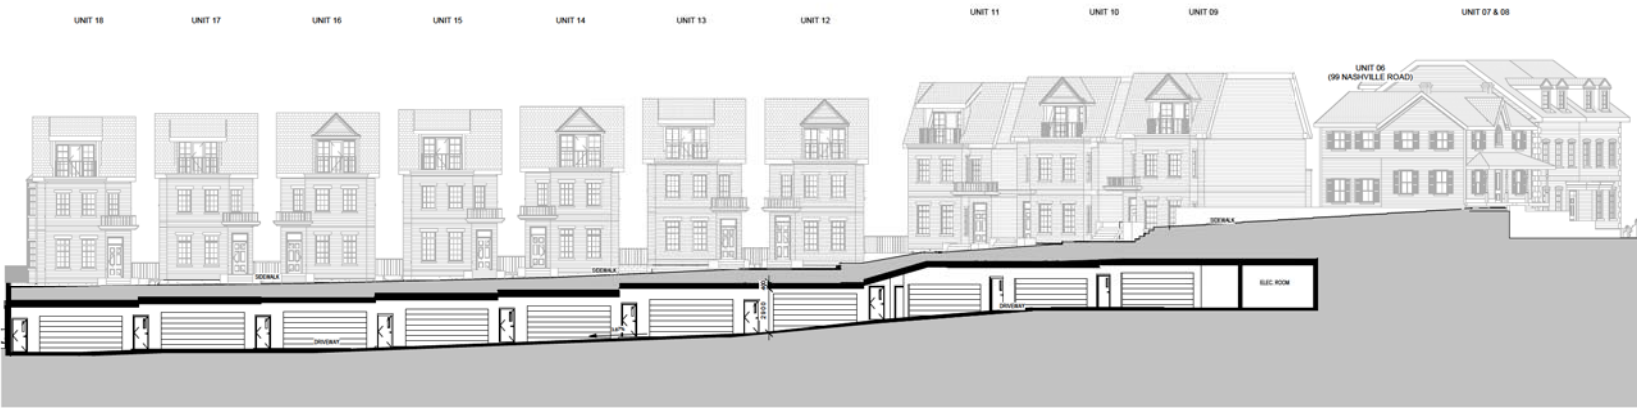 UNIT 18
UNIT 17
UNIT 16
UNIT 15
UNIT 14
UNIT 13
UNIT 12
UNIT 11
UNIT 10
UNIT 09
UNIT 07 & 08
UNIT 06
(99 NASHVILLE ROAD)
SIDEWALK
SIDEWALK
SIDEWALK
ELEC. ROOM
DRIVEWAY
DRIVEWAY
2900